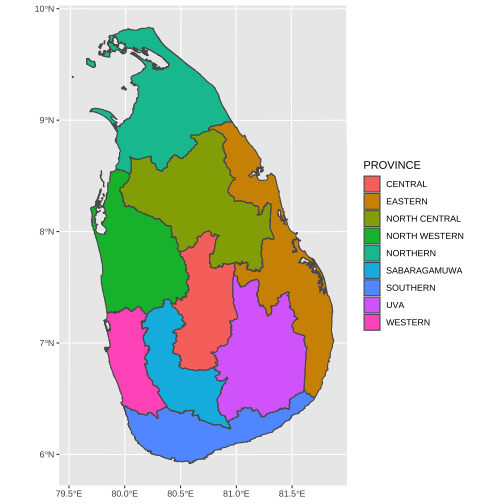 10°N
9°N
8°N
7°N
6°N
79.5°E 80.0°E 80.5°E 81.0°E 81.5°E
PROVINCE
CENTRAL
EASTERN
NORTH CENTRAL
NORTH WESTERN
NORTHERN
SABARAGAMUWA
SOUTHERN
UVA
WESTERN